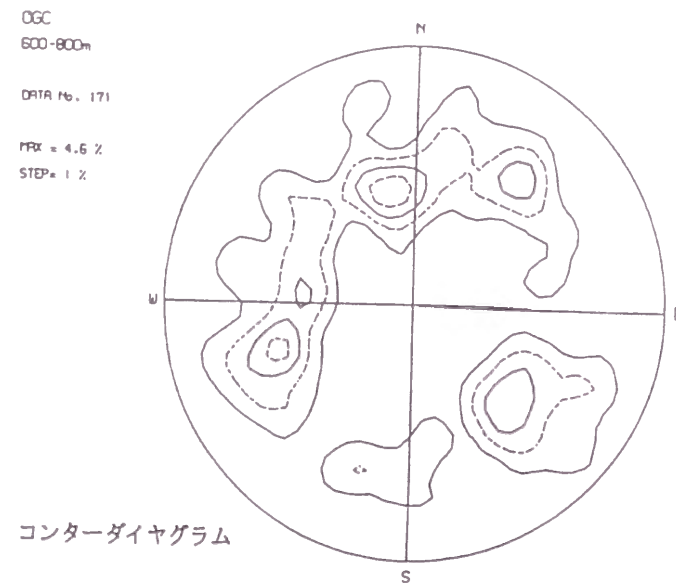 OGC
600-800m
DATA No. 171
MAX = 4.6 %
STEP= 1 %
N
W
S
コンターダイヤグラム